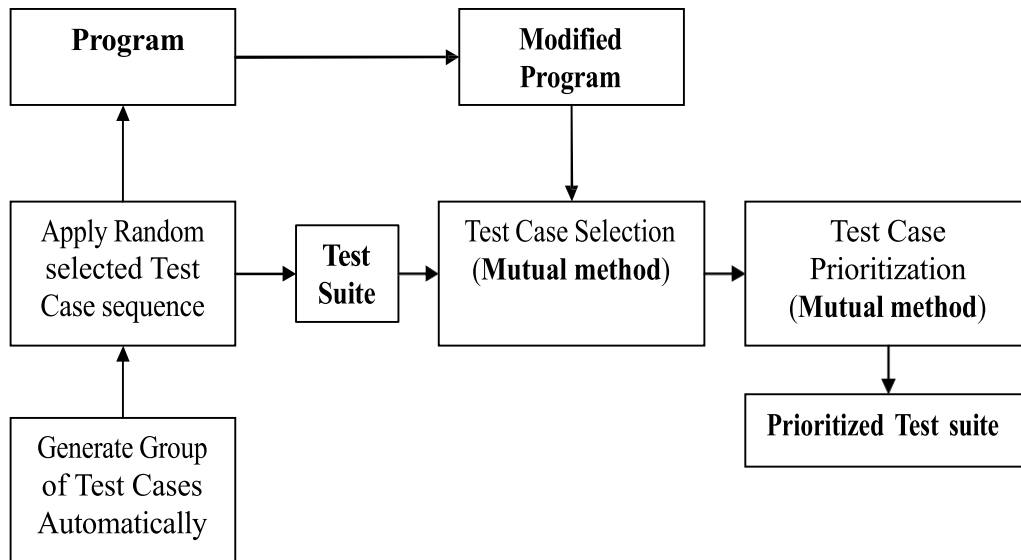 Program
Modified
Program
Apply Random
selected Test
Case sequence
Test
Suite
Test Case Selection
(Mutual method)
Test Case
Prioritization
(Mutual method)
Prioritized Test suite
Generate Group
of Test Cases
Automatically